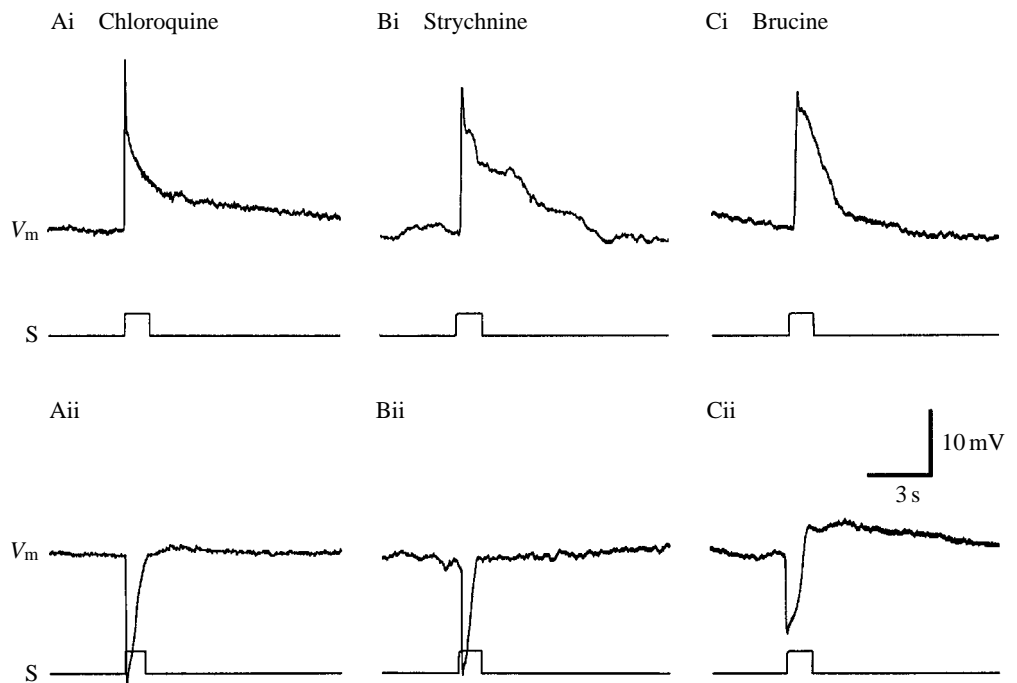 Ai Chloroquine
Bi Strychnine
Ci Brucine
Vm
S
Aii
Bii
Cii
10 mV
3 s
Vm
S